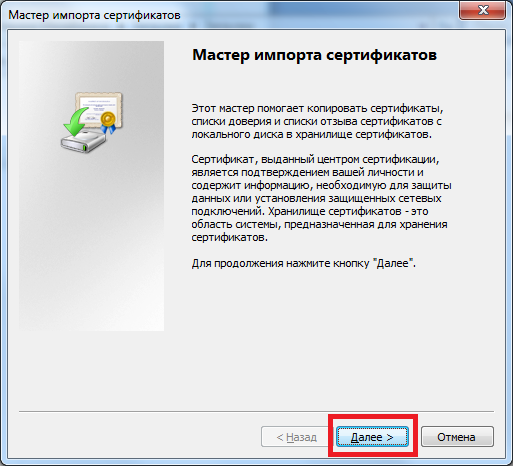 Мастер импорта сертификатов
Мастер импорта сертификатов
Этот мастер помогает копировать сертификаты,
списки доверия и списки отзыва сертификатов с
локального диска в хранилище сертификатов.
Сертификат, выданный центром сертификации,
является подтверждением вашей личности и
содержит информацию, необходимую для защиты
данных или установления защищенных сетевых
подключений. Хранилище сертификатов - это
область системы, предназначенная для хранения
сертификатов.
Для продолжения нажмите кнопку "Далее".
< Назад Далее > Отмена